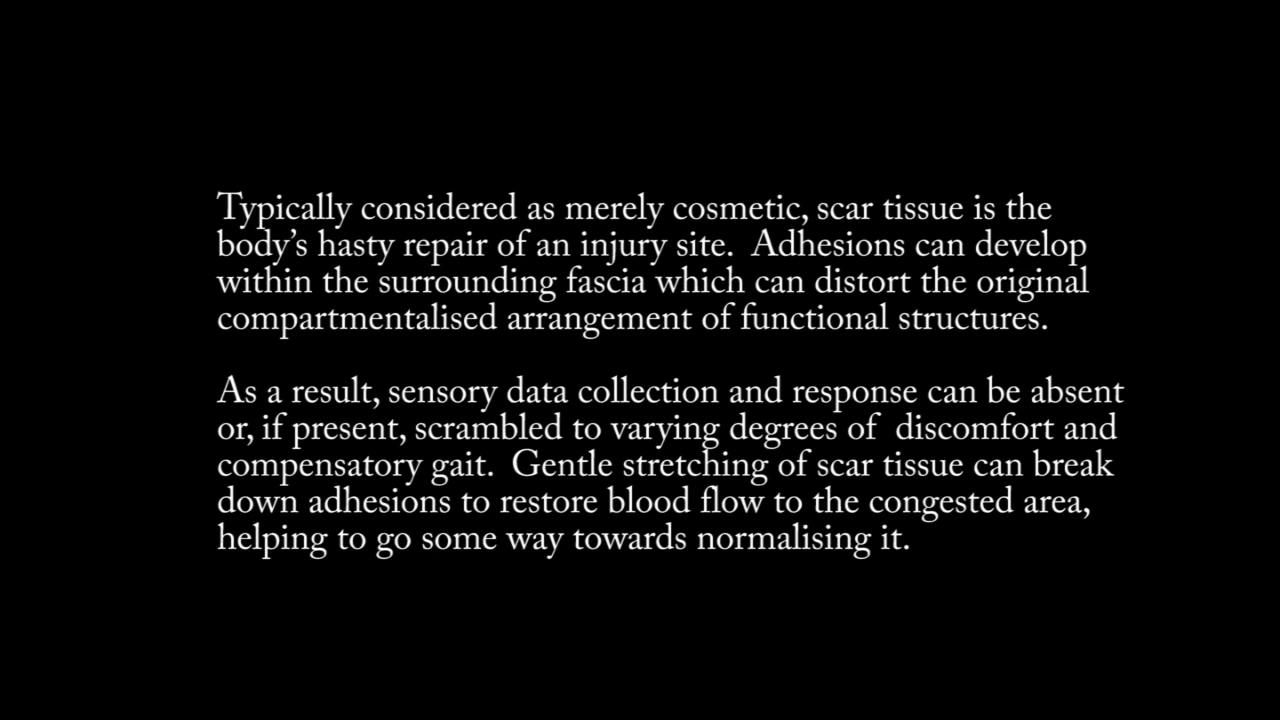 Typically considered as merely cosmetic, scar tissue is the
body’s hasty repair of an injury site.  Adhesions can develop
within the surrounding fascia which can distort the original
compartmentalised arrangement of functional structures.
As a result, sensory data collection and response can be absent
or, if present, scrambled to varying degrees of  discomfort and
compensatory gait.  Gentle stretching of scar tissue can break
down adhesions to restore blood flow to the congested area,
helping to go some way towards normalising it.